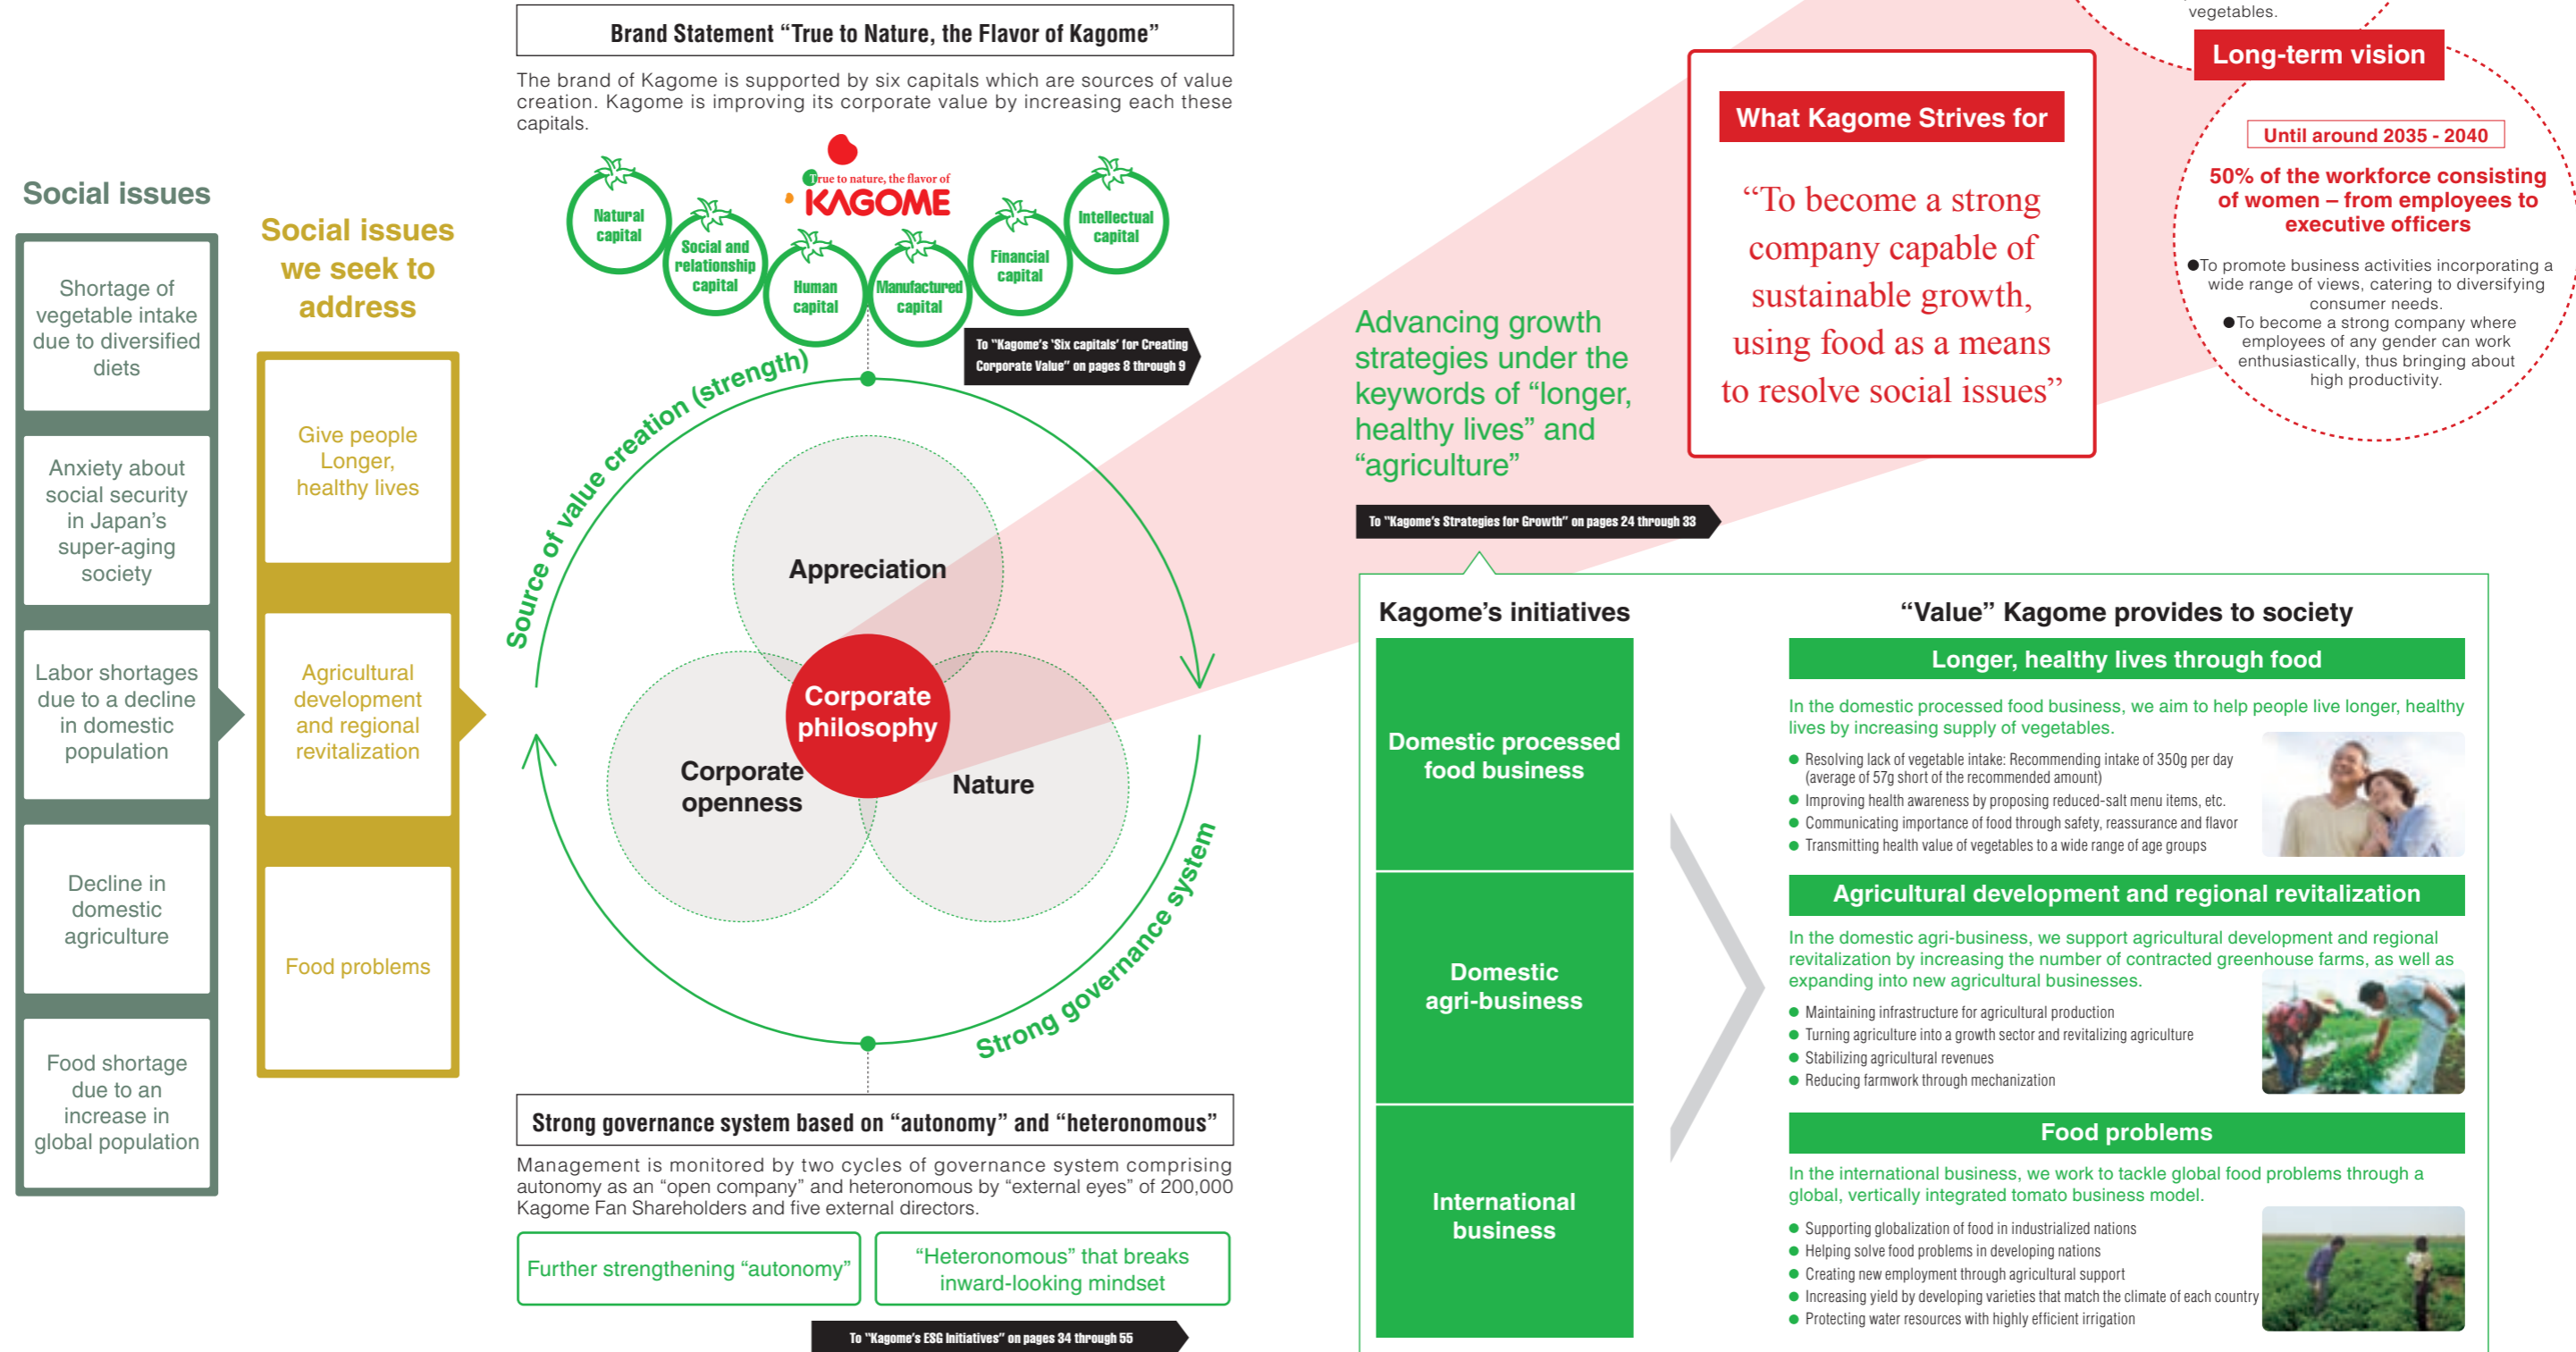 Social issues
Shortage of
vegetable intake
due to diversified
diets
Anxiety about
social security
in Japan’s
super-aging
society
Labor shortages
due to a decline
in domestic
population
Decline in
domestic
agriculture
Food shortage
due to an
increase in
global population
Social issues
we seek to
address
Give people
Longer,
healthy lives
Agricultural
development
and regional
revitalization
Food problems
Brand Statement “True to Nature, the Flavor of Kagome”
The brand of Kagome is supported by six capitals which are sources of value
creation. Kagome is improving its corporate value by increasing each these
capitals.
True to nature, the flavor of
KAGOME
Natural
capital
Social and
relationship
capital
Human
capital
Manufactured
capital
Financial
capital
Intellectual
capital
To “Kagome’s ‘Six capitals’ for Creating
Corporate Value” on pages 8 through 9
Source of value creation (strength)
Appreciation
Corporate
philosophy
Corporate
openness
Nature
Strong governance system
Strong governance system based on “autonomy” and “heteronomous”
Management is monitored by two cycles of governance system comprising
autonomy as an “open company” and heteronomous by “external eyes” of 200,000
Kagome Fan Shareholders and five external directors.
Further strengthening “autonomy”
“Heteronomous” that breaks
inward-looking mindset
To “Kagome’s ESG Initiatives” on pages 34 through 55
Advancing growth
strategies under the
keywords of “longer,
healthy lives” and
“agriculture”
To “Kagome’s Strategies for Growth” on pages 24 through 33
What Kagome Strives for
“To become a strong
company capable of
sustainable growth,
using food as a means
to resolve social issues”
vegetables.
Long-term vision
Until around 2035 - 2040
50% of the workforce consisting
of women – from employees to
executive officers
●To promote business activities incorporating a
wide range of views, catering to diversifying
consumer needs.
●To become a strong company where
employees of any gender can work
enthusiastically, thus bringing about
high productivity.
Kagome’s initiatives
Domestic processed
food business
Domestic
agri-business
International
business
“Value” Kagome provides to society
Longer, healthy lives through food
In the domestic processed food business, we aim to help people live longer, healthy
lives by increasing supply of vegetables.
● Resolving lack of vegetable intake: Recommending intake of 350g per day
(average of 57g short of the recommended amount)
● Improving health awareness by proposing reduced-salt menu items, etc.
● Communicating importance of food through safety, reassurance and flavor
● Transmitting health value of vegetables to a wide range of age groups
Agricultural development and regional revitalization
In the domestic agri-business, we support agricultural development and regional
revitalization by increasing the number of contracted greenhouse farms, as well as
expanding into new agricultural businesses.
● Maintaining infrastructure for agricultural production
● Turning agriculture into a growth sector and revitalizing agriculture
● Stabilizing agricultural revenues
● Reducing farmwork through mechanization
Food problems
In the international business, we work to tackle global food problems through a
global, vertically integrated tomato business model.
● Supporting globalization of food in industrialized nations
● Helping solve food problems in developing nations
● Creating new employment through agricultural support
● Increasing yield by developing varieties that match the climate of each country
● Protecting water resources with highly efficient irrigation